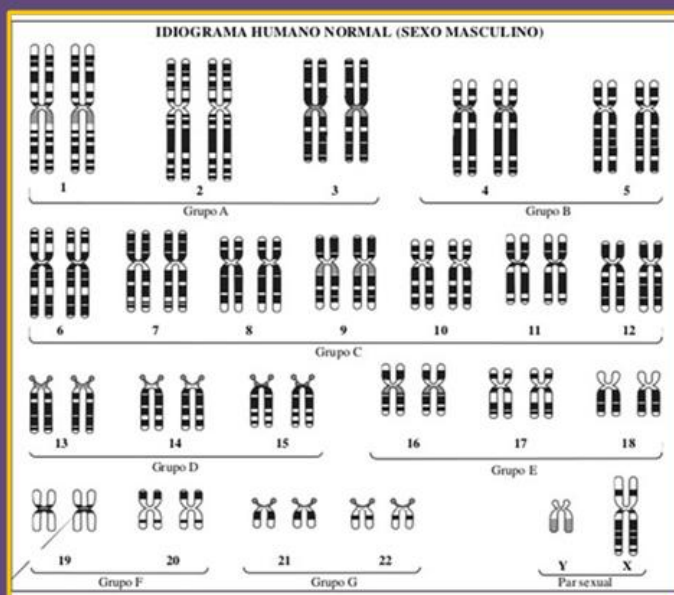 IDIOGRAMA HUMANO NORMAL (SEXO MASCULINO)
1 2 3 4 5
Grupo A Grupo B
6 7 8 9 10 11 12
Grupo C
13 14 15 16 17 18
Grupo D Grupo E
19 20 21 22 Y X
Grupo F Grupo G Par sexual